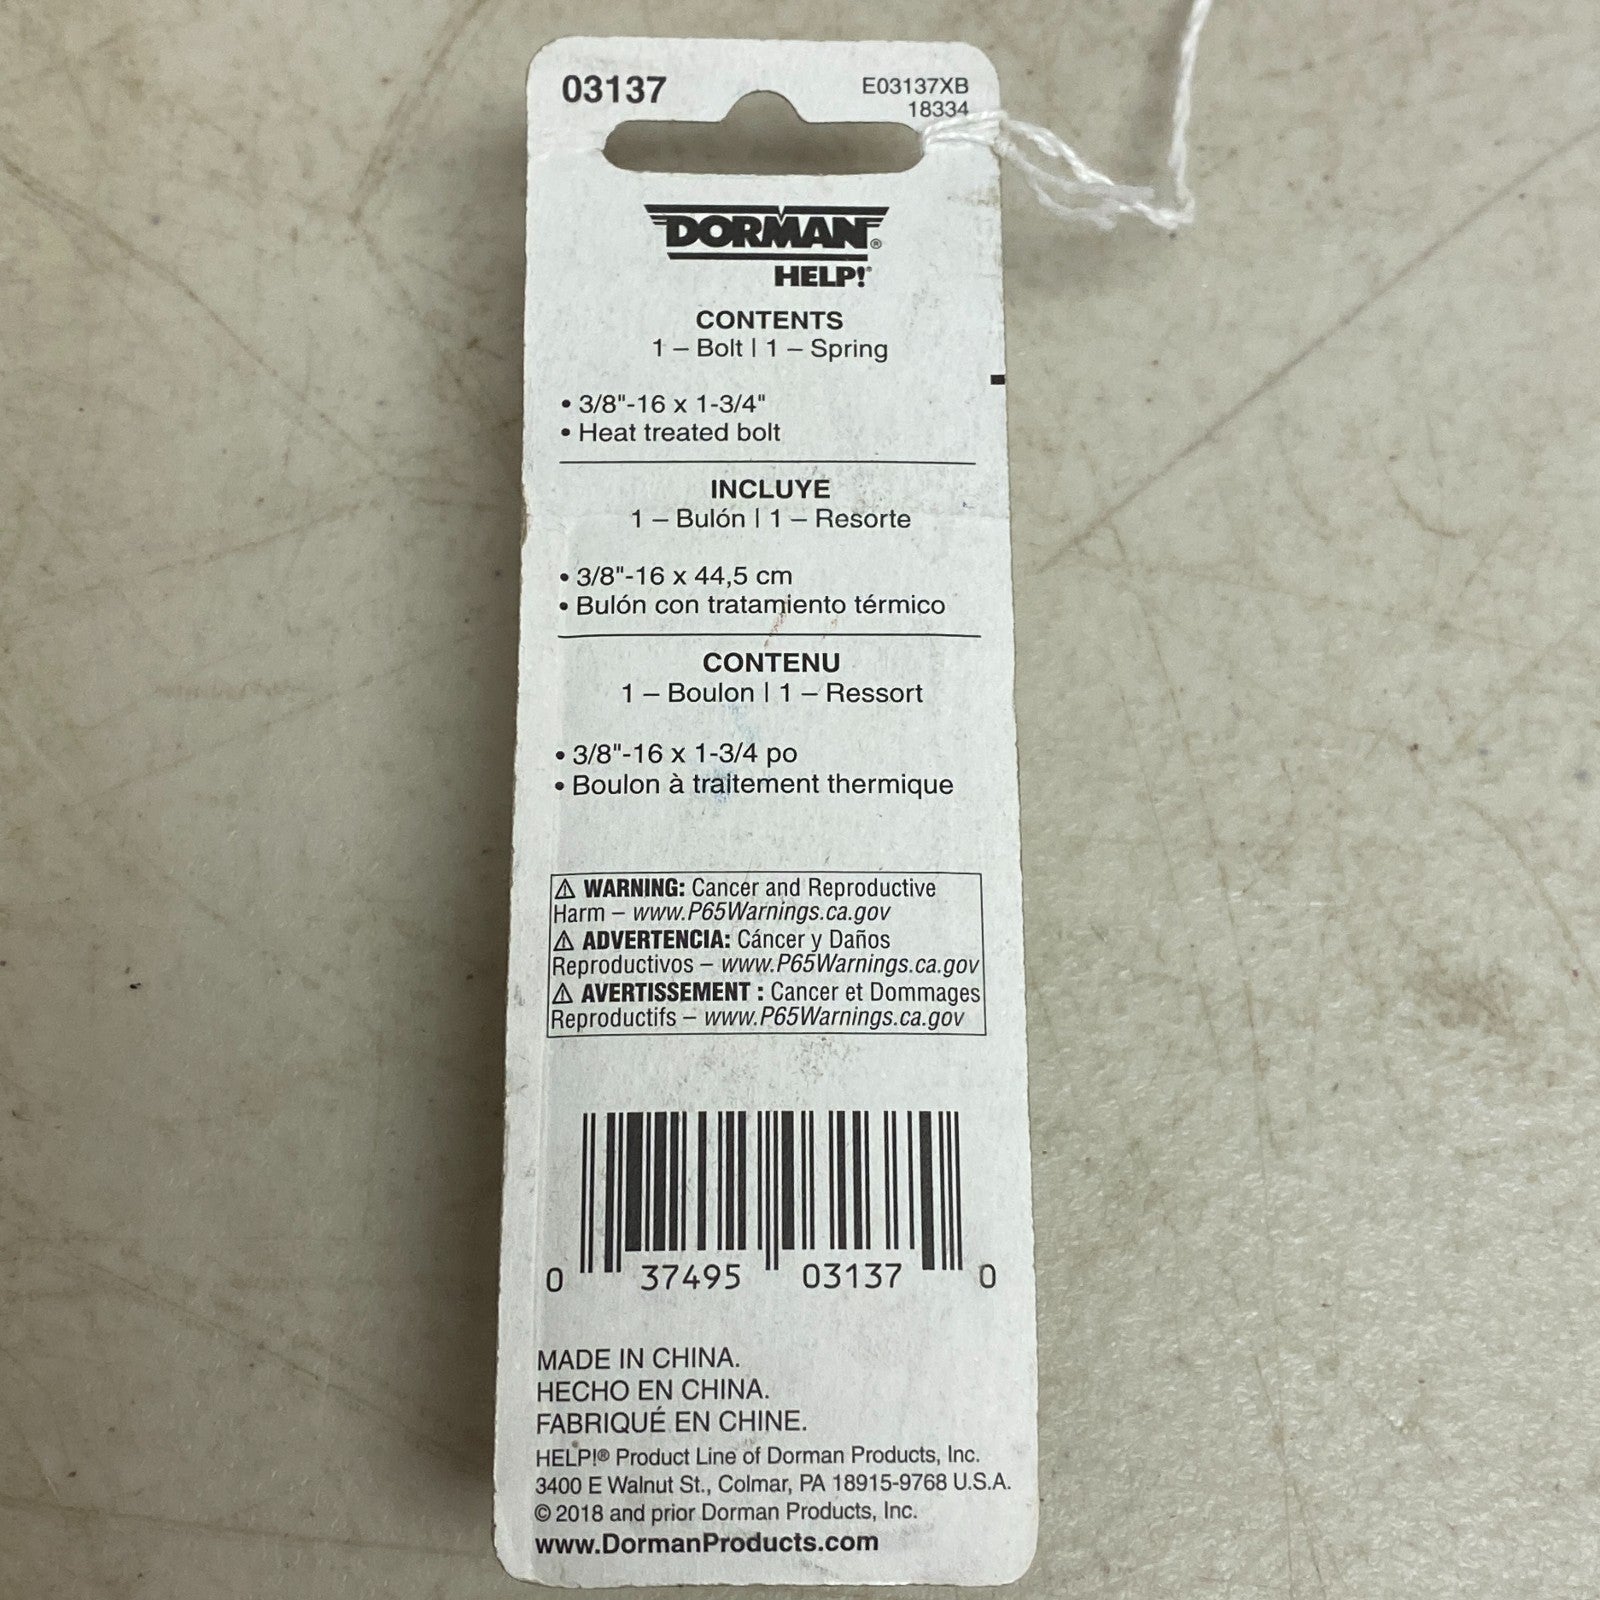 03137
E03137XB
18334
DORMAN®
HELP!®
CONTENTS
1 – Bolt | 1 – Spring
• 3/8"-16 x 1-3/4"
• Heat treated bolt
INCLUYE
1 – Bulón | 1 – Resorte
• 3/8"-16 x 44,5 cm
• Bulón con tratamiento térmico
CONTENU
1 – Boulon | 1 – Ressort
• 3/8"-16 x 1-3/4 po
• Boulon à traitement thermique
⚠ WARNING: Cancer and Reproductive
Harm – www.P65Warnings.ca.gov
⚠ ADVERTENCIA: Cáncer y Daños
Reproductivos – www.P65Warnings.ca.gov
⚠ AVERTISSEMENT : Cancer et Dommages
Reproductifs – www.P65Warnings.ca.gov
0 37495 03137 0
MADE IN CHINA.
HECHO EN CHINA.
FABRIQUÉ EN CHINE.
HELP!® Product Line of Dorman Products, Inc.
3400 E Walnut St., Colmar, PA 18915-9768 U.S.A.
© 2018 and prior Dorman Products, Inc.
www.DormanProducts.com